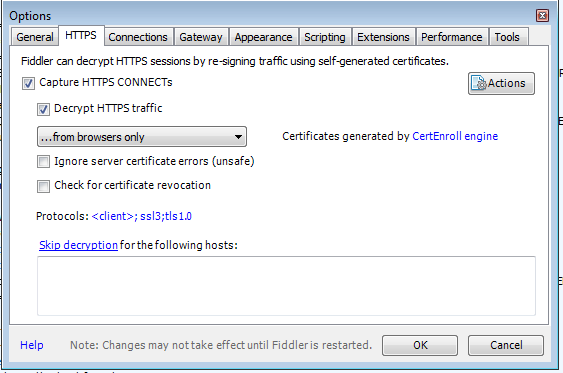 Options
General HTTPS Connections Gateway Appearance Scripting Extensions Performance Tools
Fiddler can decrypt HTTPS sessions by re-signing traffic using self-generated certificates.
Capture HTTPS CONNECTs
Actions
Decrypt HTTPS traffic
...from browsers only
Certificates generated by CertEnroll engine
Ignore server certificate errors (unsafe)
Check for certificate revocation
Protocols: <client>; ssl3;tls1.0
Skip decryption for the following hosts:
Help Note: Changes may not take effect until Fiddler is restarted. OK Cancel